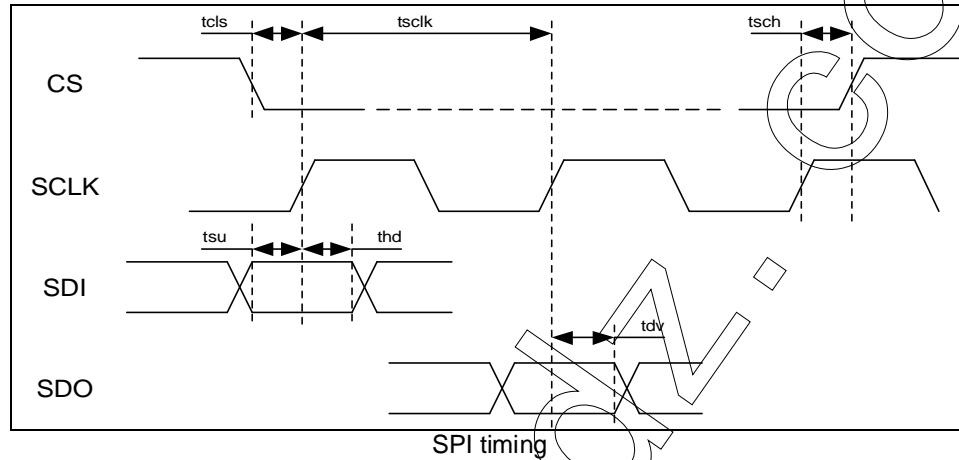 tcls tsclk tsch
CS
SCLK
tsu thd
SDI
tdv
SDO
SPI timing